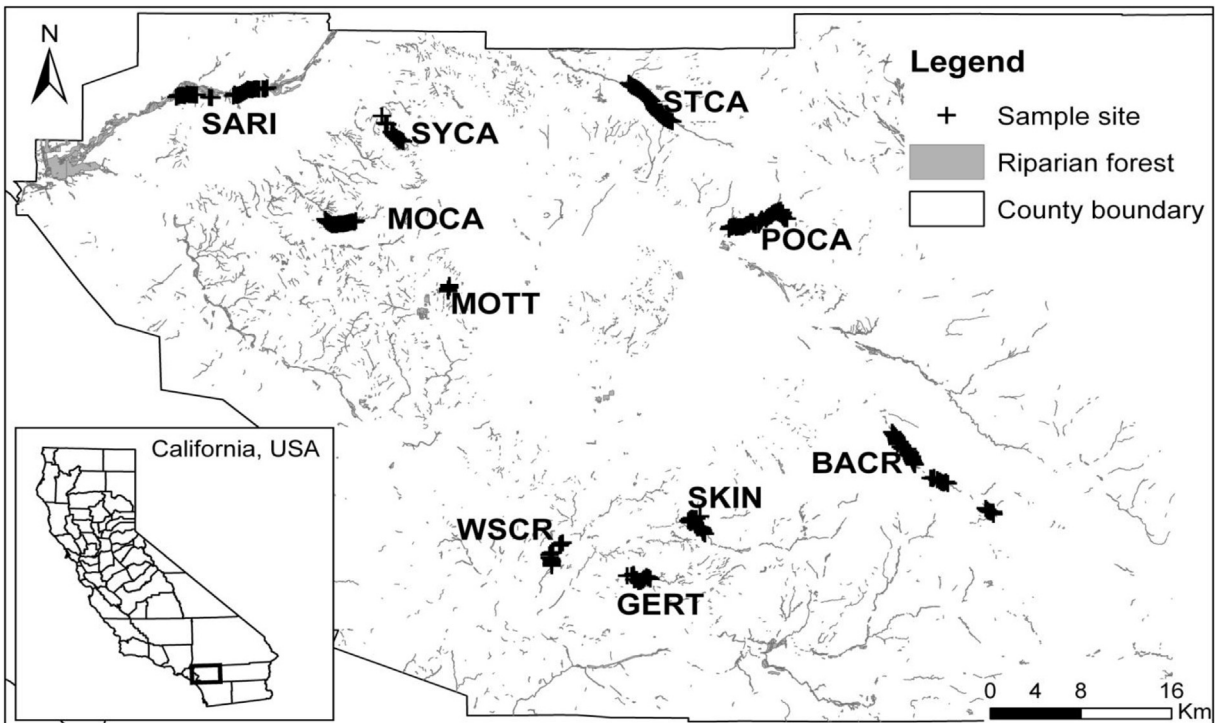 N
Legend
Sample site
Riparian forest
County boundary
SARI
STCA
SYCA
MOCA
POCA
MOTT
California, USA
BACR
SKIN
WSCR
GERT
0 4 8 16
Km